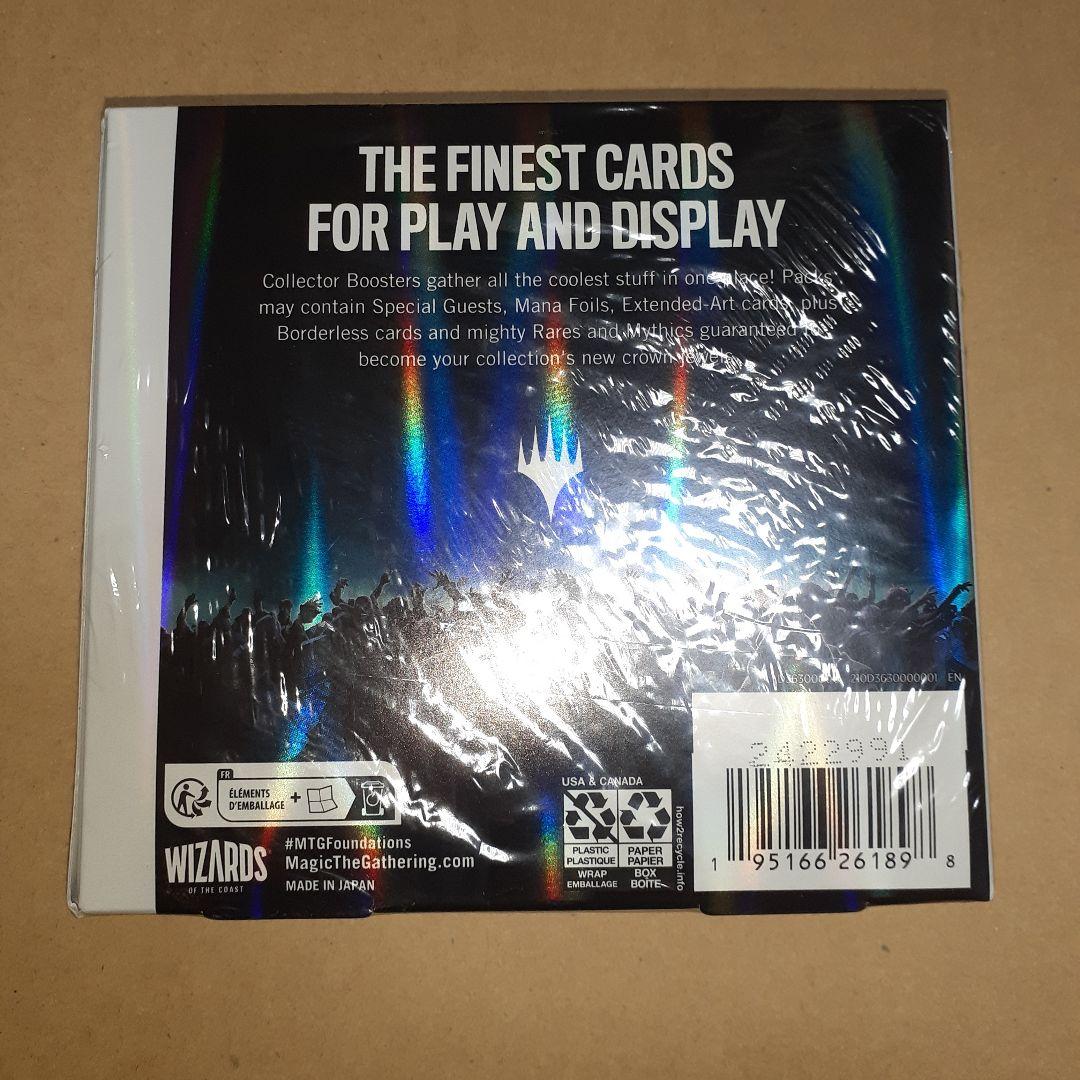 THE FINEST CARDS
FOR PLAY AND DISPLAY
Collector Boosters gather all the coolest stuff in one place! Packs
may contain Special Guests, Mana Foils, Extended-Art cards, plus
Borderless cards and mighty Rares and Mythics guaranteed to
become your collection's new crown jewels.
210D3630000001 EN
2422991
1 95166 26189 8
FR
ÉLÉMENTS
D'EMBALLAGE +
USA & CANADA
PLASTIC
PLASTIQUE
WRAP
EMBALLAGE
PAPER
PAPIER
BOX
BOÎTE
how2recycle.info
WIZARDS
OF THE COAST
#MTGFoundations
MagicTheGathering.com
MADE IN JAPAN